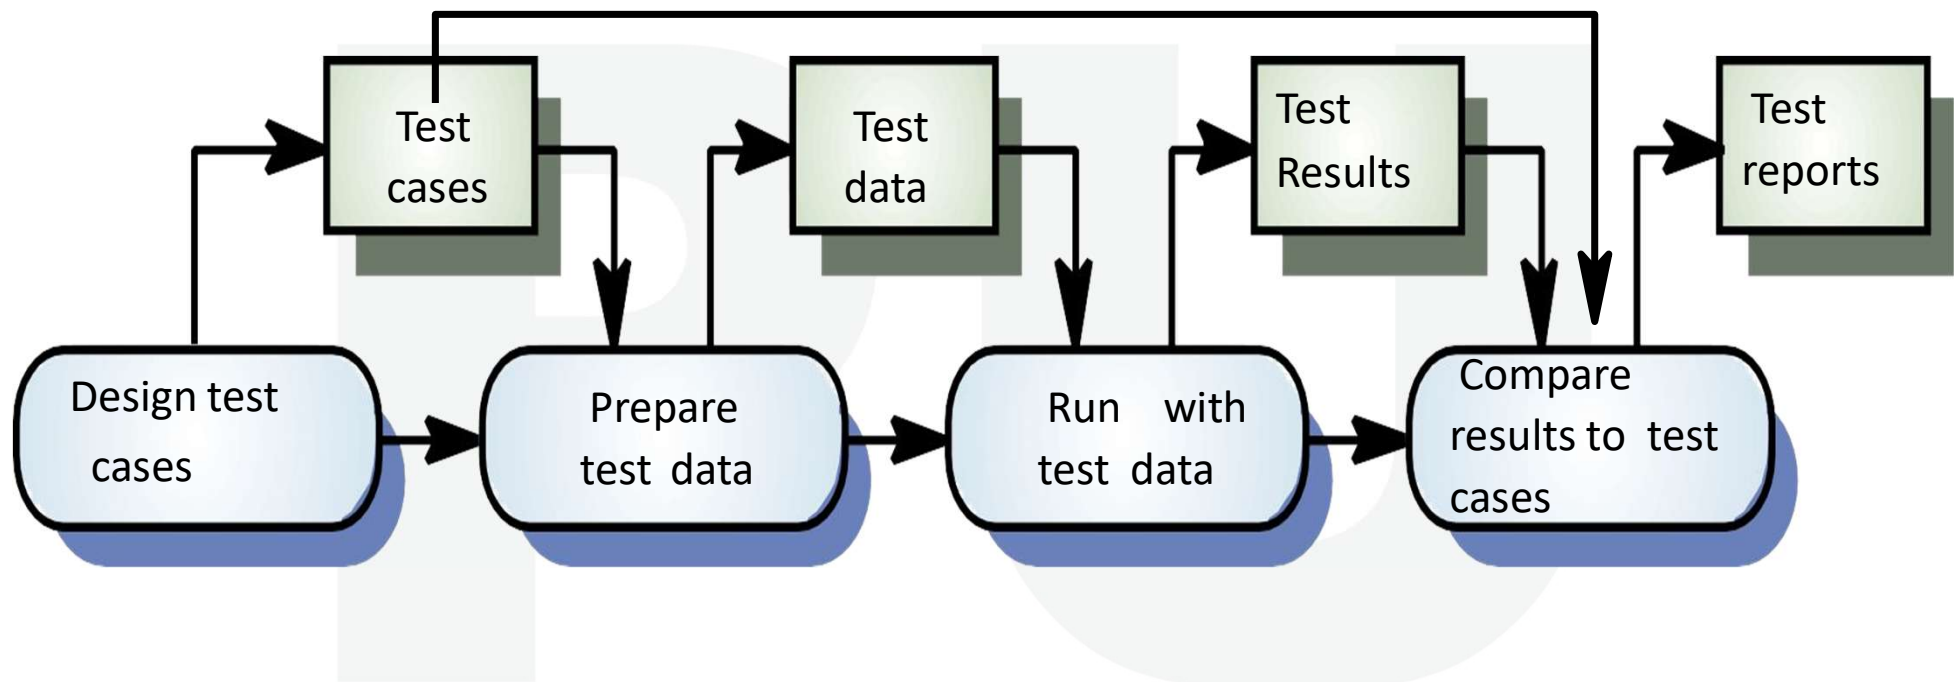 Test
cases
Test
data
Test
Results
Test
reports
Design test
cases
Prepare
test data
Run with
test data
Compare
results to test
cases
PU